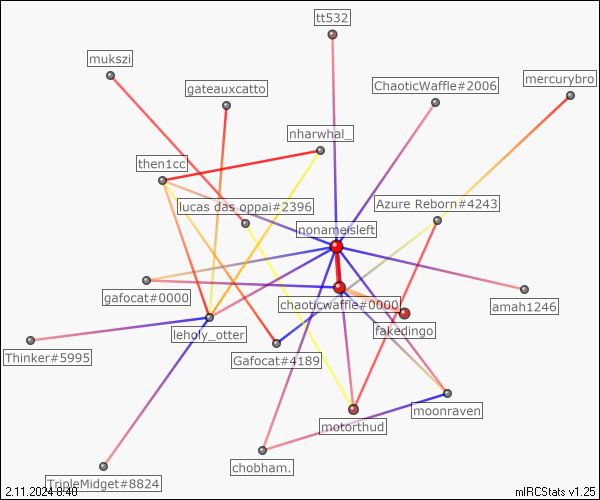 tt532
mukszi
mercurybro
ChaoticWaffle#2006
gateauxcatto
nharwhal_
then1cc
Azure Reborn#4243
lucas das oppai#2396
nonameisleft
gafocat#0000
chaoticwaffle#0000
amah1246
fakedingo
leholy_otter
Thinker#5995
Gafocat#4189
moonraven
motorthud
chobham.
TripleMidget#8824
2.11.2024 8:40
mIRCStats v1.25